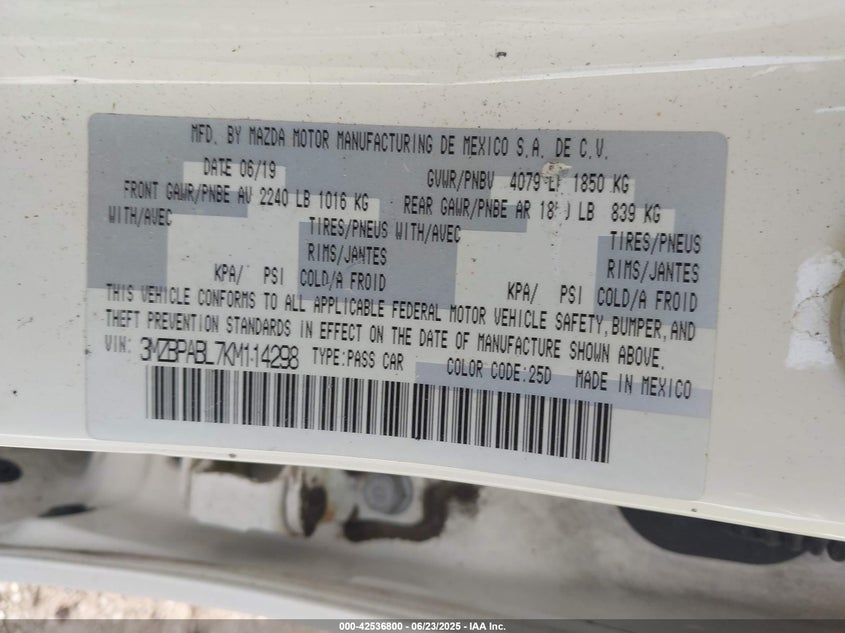 MFD. BY MAZDA MOTOR MANUFACTURING DE MEXICO S.A. DE C.V.
DATE 06/19 GVWR/PNBV 4079 LB 1850 KG
FRONT GAWR/PNBE AV 2240 LB 1016 KG REAR GAWR/PNBE AR LB 839 KG
WITH/AVEC TIRES/PNEUS WITH/AVEC TIRES/PNEUS
RIMS/JANTES RIMS/JANTES
KPA/ PSI COLD/A FROID KPA/ PSI COLD/A FROID
THIS VEHICLE CONFORMS TO ALL APPLICABLE FEDERAL MOTOR VEHICLE SAFETY, BUMPER, AND
THEFT PREVENTION STANDARDS IN EFFECT ON THE DATE OF MANUFACTURE SHOWN ABOVE.
VIN: 3MZBPABL7KM114298 TYPE:PASS CAR COLOR CODE:25D MADE IN MEXICO
000-42536800 - 06/23/2025 - IAA Inc.